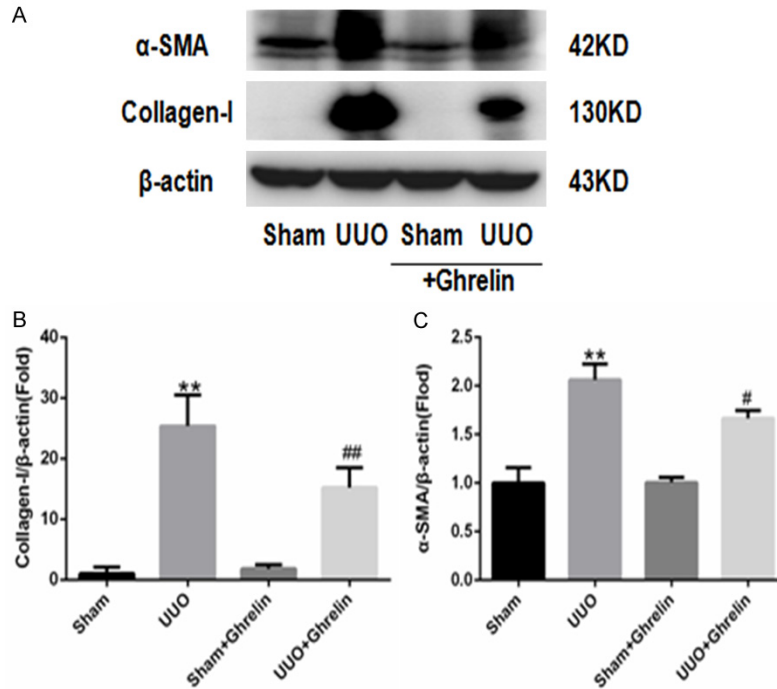 A
α-SMA 42KD
Collagen-I 130KD
β-actin 43KD
Sham UUO Sham UUO
+Ghrelin
B
Collagen-I/β-actin(Fold)
40
30
20
10
0
**
##
Sham UUO Sham+Ghrelin UUO+Ghrelin
C
α-SMA/β-actin(Flod)
2.5
2.0
1.5
1.0
0.5
0.0
**
#
Sham UUO Sham+Ghrelin UUO+Ghrelin